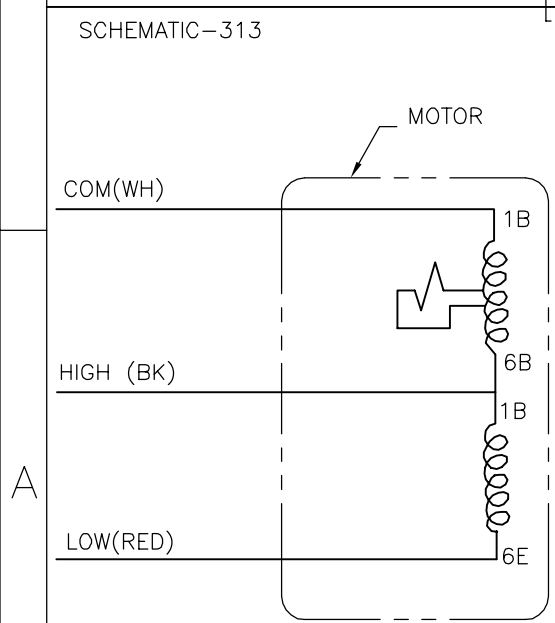 SCHEMATIC-313
MOTOR
COM(WH)
1B
6B
HIGH (BK)
1B
A
LOW(RED)
6E